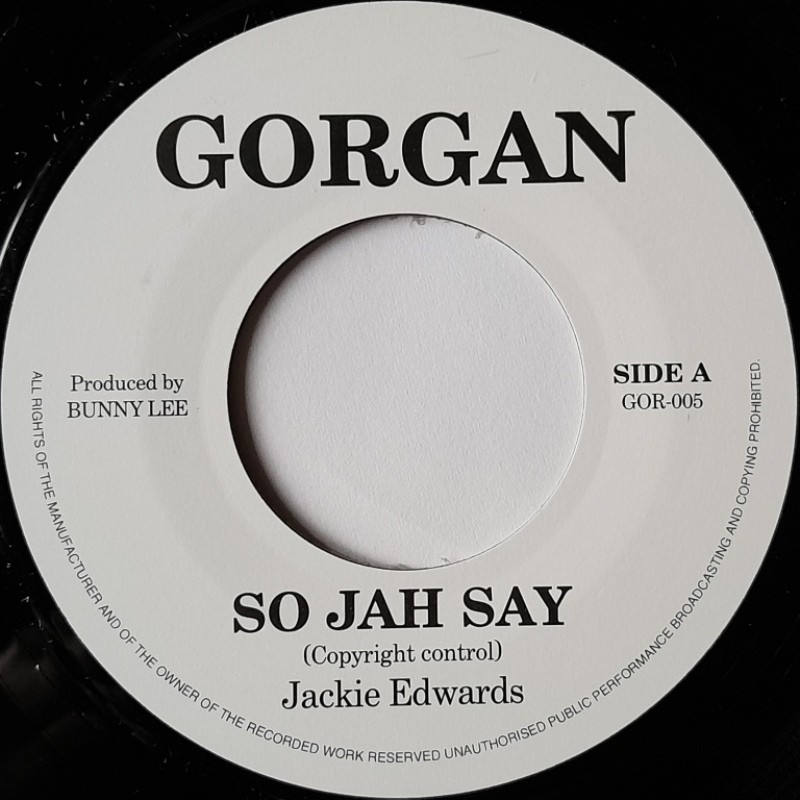 GORGAN
Produced by
BUNNY LEE
SIDE A
GOR-005
SO JAH SAY
(Copyright control)
Jackie Edwards
ALL RIGHTS OF THE MANUFACTURER AND OF THE OWNER OF THE RECORDED WORK RESERVED UNAUTHORISED PUBLIC PERFORMANCE BROADCASTING AND COPYING PROHIBITED.